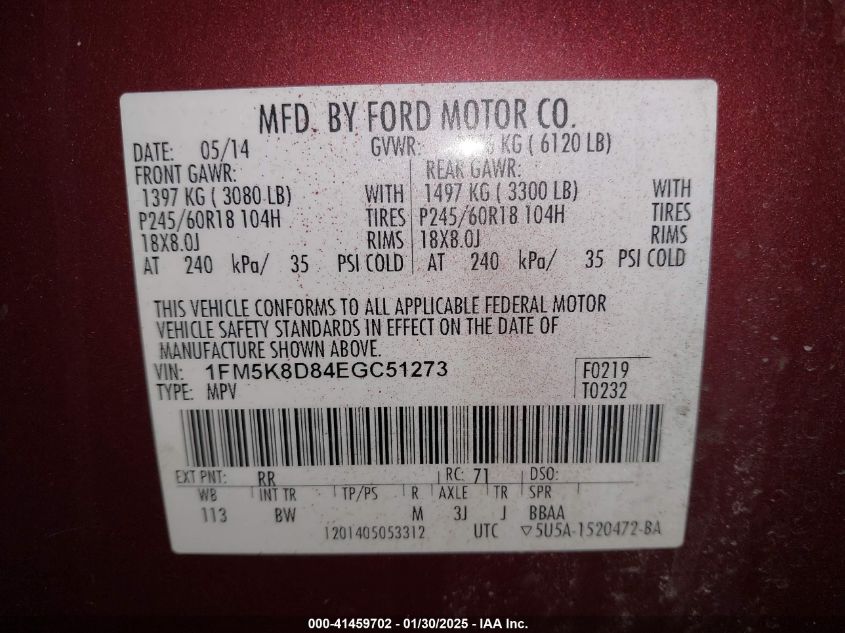 MFD. BY FORD MOTOR CO.
DATE: 05/14 GVWR: KG ( 6120 LB)
FRONT GAWR: REAR GAWR:
1397 KG ( 3080 LB) WITH 1497 KG ( 3300 LB) WITH
P245/60R18 104H TIRES P245/60R18 104H TIRES
18X8.0J RIMS 18X8.0J RIMS
AT 240 kPa/ 35 PSI COLD AT 240 kPa/ 35 PSI COLD
THIS VEHICLE CONFORMS TO ALL APPLICABLE FEDERAL MOTOR
VEHICLE SAFETY STANDARDS IN EFFECT ON THE DATE OF
MANUFACTURE SHOWN ABOVE.
VIN: 1FM5K8D84EGC51273 F0219
TYPE: MPV T0232
EXT PNT: RR RC: 71 DSO:
WB INT TR TP/PS R AXLE TR SPR
113 BW M 3J J BBAA
1201405053312 UTC ▽5U5A-1520472-BA
000-41459702 - 01/30/2025 - IAA Inc.